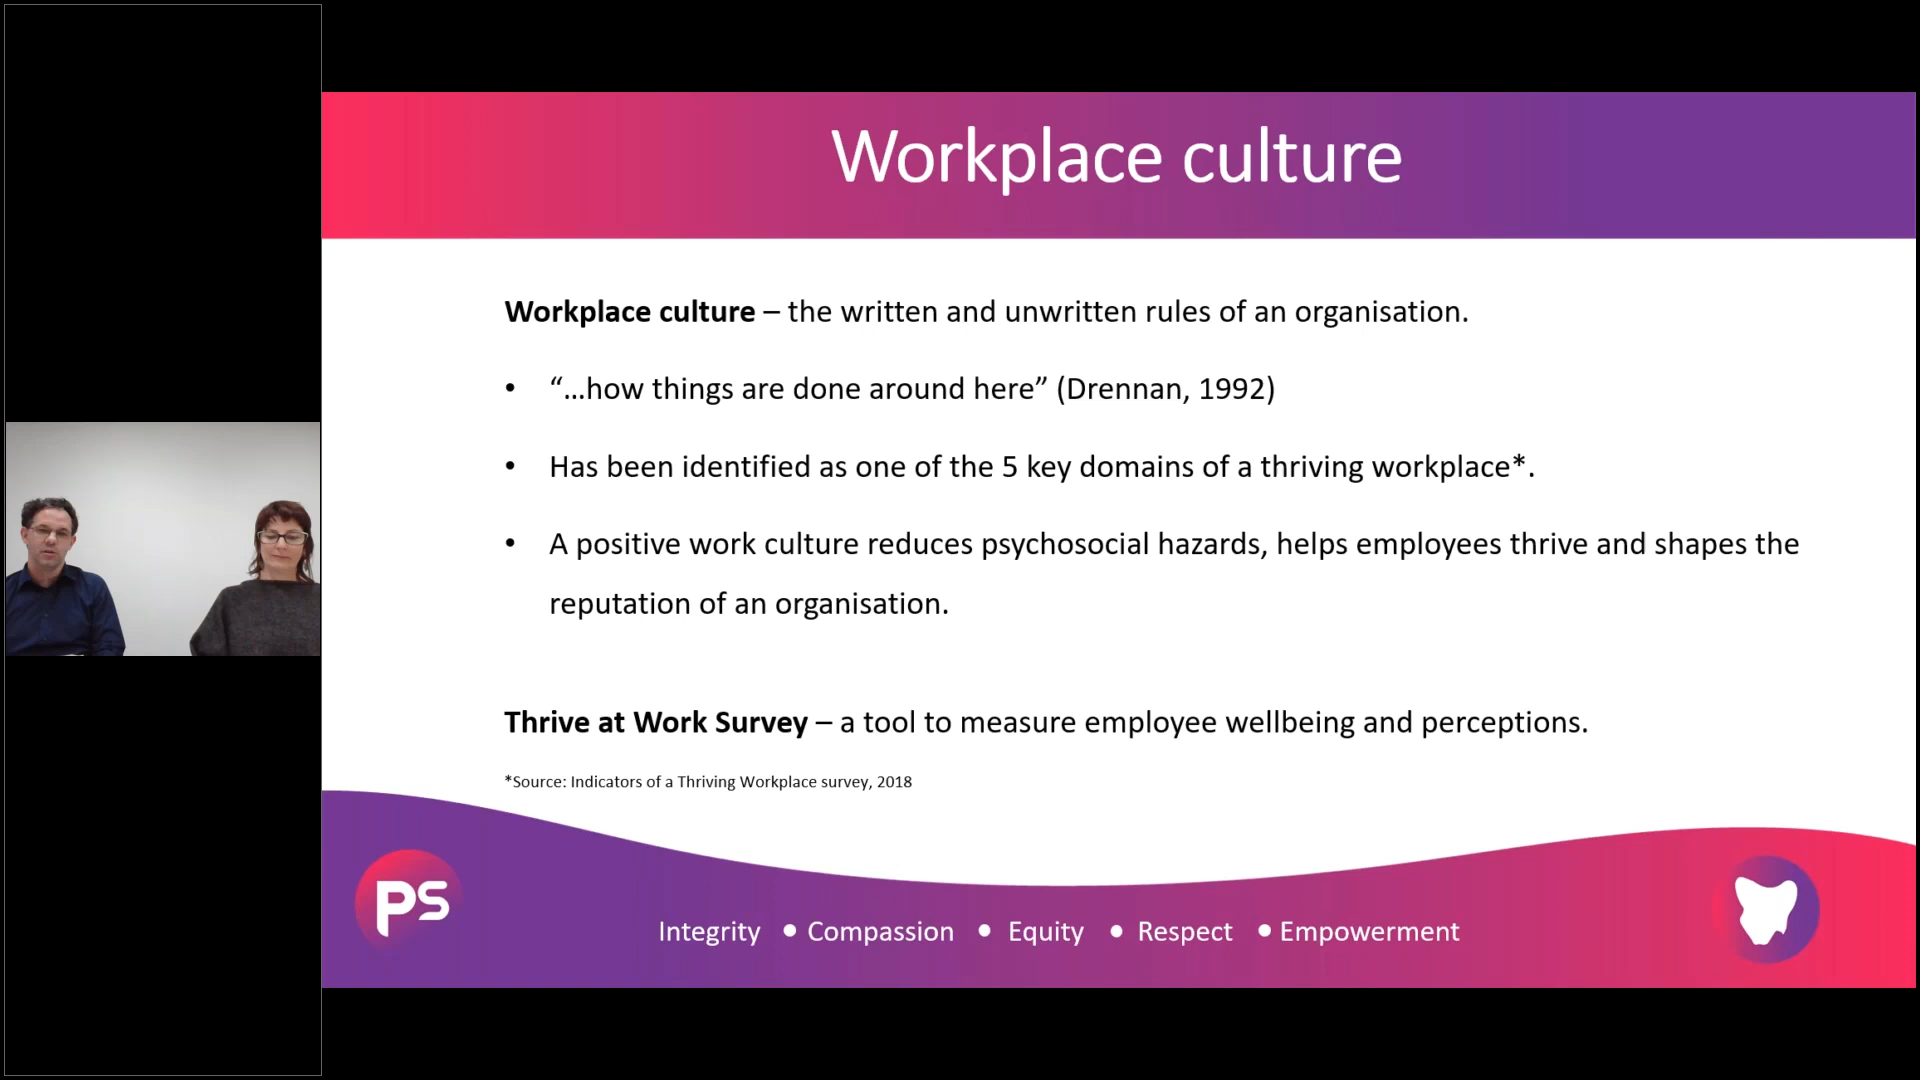 Workplace culture
Workplace culture – the written and unwritten rules of an organisation.
• “…how things are done around here” (Drennan, 1992)
• Has been identified as one of the 5 key domains of a thriving workplace*.
• A positive work culture reduces psychosocial hazards, helps employees thrive and shapes the
reputation of an organisation.
Thrive at Work Survey – a tool to measure employee wellbeing and perceptions.
*Source: Indicators of a Thriving Workplace survey, 2018
PS
Integrity • Compassion • Equity • Respect • Empowerment